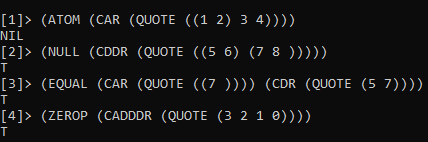 [1]> (ATOM (CAR (QUOTE ((1 2) 3 4))))
NIL
[2]> (NULL (CDDR (QUOTE ((5 6) (7 8 )))))
T
[3]> (EQUAL (CAR (QUOTE ((7 )))) (CDR (QUOTE (5 7))))
T
[4]> (ZEROP (CADDDR (QUOTE (3 2 1 0))))
T